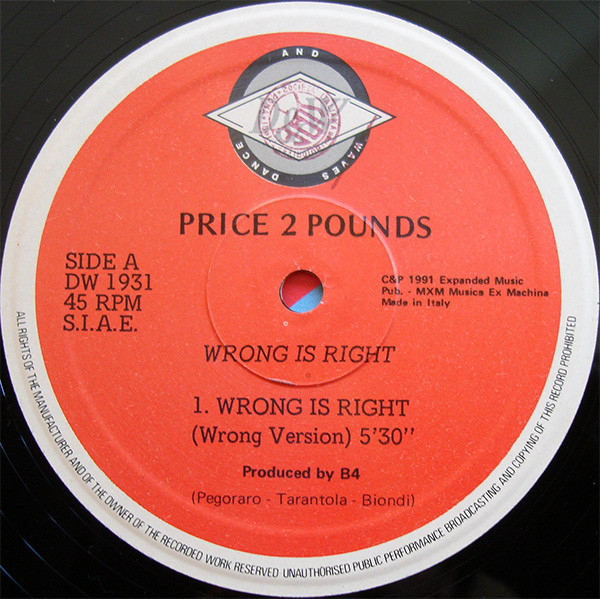 DANCE AND WAVES
PRICE 2 POUNDS
SIDE A
DW 1931
45 RPM
S.I.A.E.
C&P 1991 Expanded Music
Pub. - MXM Musica Ex Machina
Made in Italy
WRONG IS RIGHT
1. WRONG IS RIGHT
(Wrong Version) 5'30"
Produced by B4
(Pegoraro - Tarantola - Biondi)
ALL RIGHTS OF THE MANUFACTURER AND OF THE OWNER OF THE RECORDED WORK RESERVED UNAUTHORISED PUBLIC PERFORMANCE BROADCASTING AND COPYING OF THIS RECORD PROHIBITED